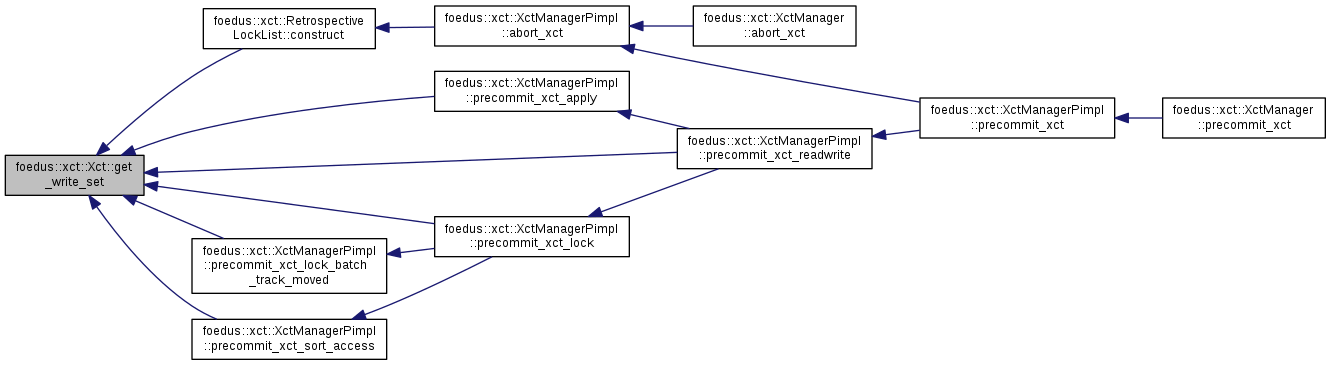 foedus::xct::Retrospective
LockList::construct
foedus::xct::XctManagerPimpl
::abort_xct
foedus::xct::XctManager
::abort_xct
foedus::xct::XctManagerPimpl
::precommit_xct_apply
foedus::xct::XctManagerPimpl
::precommit_xct
foedus::xct::XctManager
::precommit_xct
foedus::xct::XctManagerPimpl
::precommit_xct_readwrite
foedus::xct::Xct::get
_write_set
foedus::xct::XctManagerPimpl
::precommit_xct_lock
foedus::xct::XctManagerPimpl
::precommit_xct_lock_batch
_track_moved
foedus::xct::XctManagerPimpl
::precommit_xct_sort_access